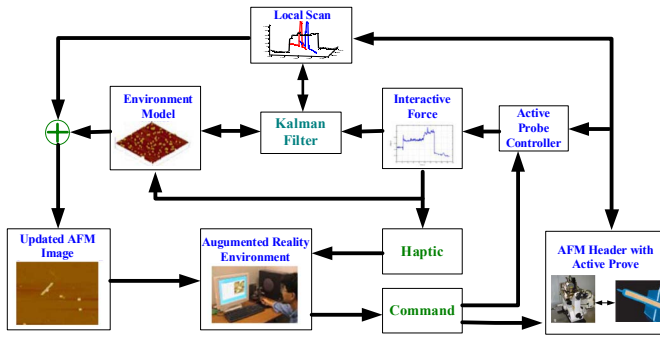 Local Scan
Environment
Model
Kalman
Filter
Interactive
Force
Active
Probe
Controller
Updated AFM
Image
Augumented Reality
Environment
Haptic
Command
AFM Header with
Active Prove